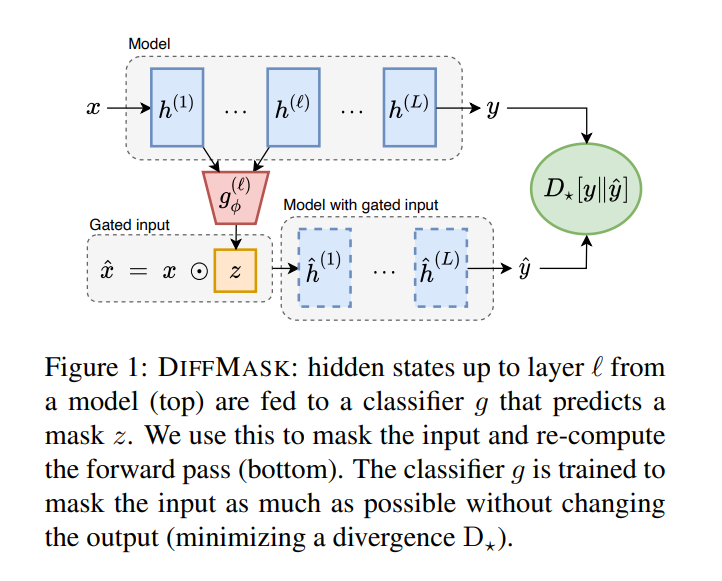 Model
x h^(1) … h^(ℓ) … h^(L) y
g_ϕ^(ℓ)
D⋆[y||ŷ]
Model with gated input
Gated input
x̂ = x ⊙ z ĥ^(1) … ĥ^(L) ŷ
Figure 1: DIFFMASK: hidden states up to layer ℓ from
a model (top) are fed to a classifier g that predicts a
mask z. We use this to mask the input and re-compute
the forward pass (bottom). The classifier g is trained to
mask the input as much as possible without changing
the output (minimizing a divergence D⋆).